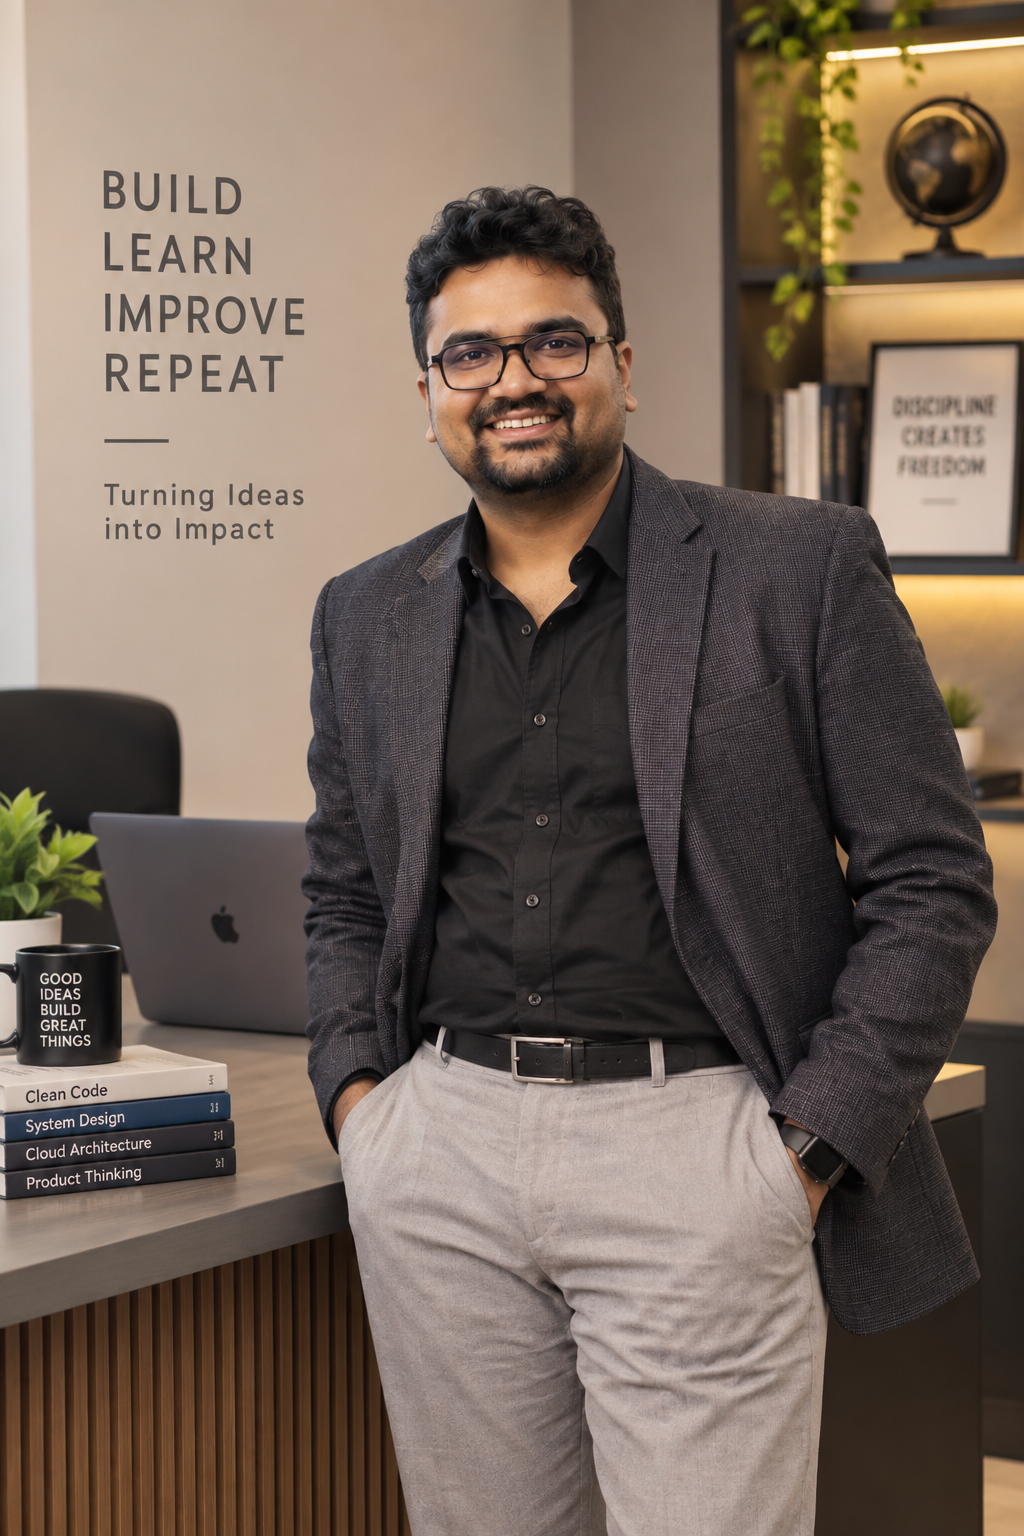 BUILD
LEARN
IMPROVE
REPEAT
Turning Ideas
into Impact
DISCIPLINE
CREATES
FREEDOM
GOOD
IDEAS
BUILD
GREAT
THINGS
Clean Code
System Design
Cloud Architecture
Product Thinking